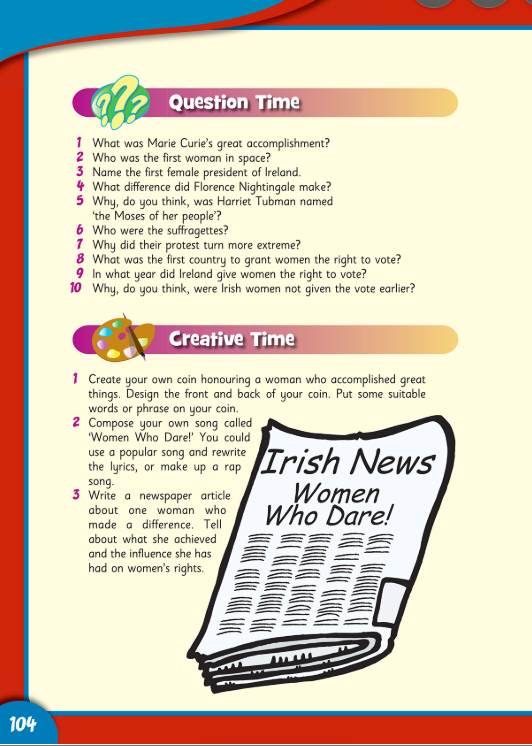 Question Time
1 What was Marie Curie's great accomplishment?
2 Who was the first woman in space?
3 Name the first female president of Ireland.
4 What difference did Florence Nightingale make?
5 Why, do you think, was Harriet Tubman named
'the Moses of her people'?
6 Who were the suffragettes?
7 Why did their protest turn more extreme?
8 What was the first country to grant women the right to vote?
9 In what year did Ireland give women the right to vote?
10 Why, do you think, were Irish women not given the vote earlier?
Creative Time
1 Create your own coin honouring a woman who accomplished great
things. Design the front and back of your coin. Put some suitable
words or phrase on your coin.
2 Compose your own song called
'Women Who Dare!' You could
use a popular song and rewrite
the lyrics, or make up a rap
song.
3 Write a newspaper article
about one woman who
made a difference. Tell
about what she achieved
and the influence she has
had on women's rights.
Irish News
Women
Who Dare!
104